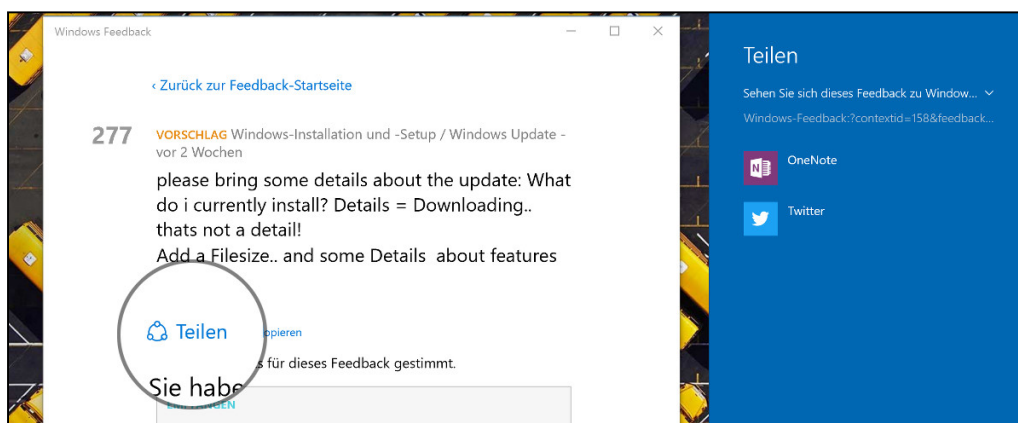 Windows Feedback
‹ Zurück zur Feedback-Startseite
277
VORSCHLAG Windows-Installation und -Setup / Windows Update -
vor 2 Wochen
please bring some details about the update: What
do i currently install? Details = Downloading..
thats not a detail!
Add a Filesize.. and some Details about features
Teilen
für dieses Feedback gestimmt.
Sie habe
Teilen
Sehen Sie sich dieses Feedback zu Window...
Windows-Feedback:?contextid=158&feedback...
OneNote
Twitter